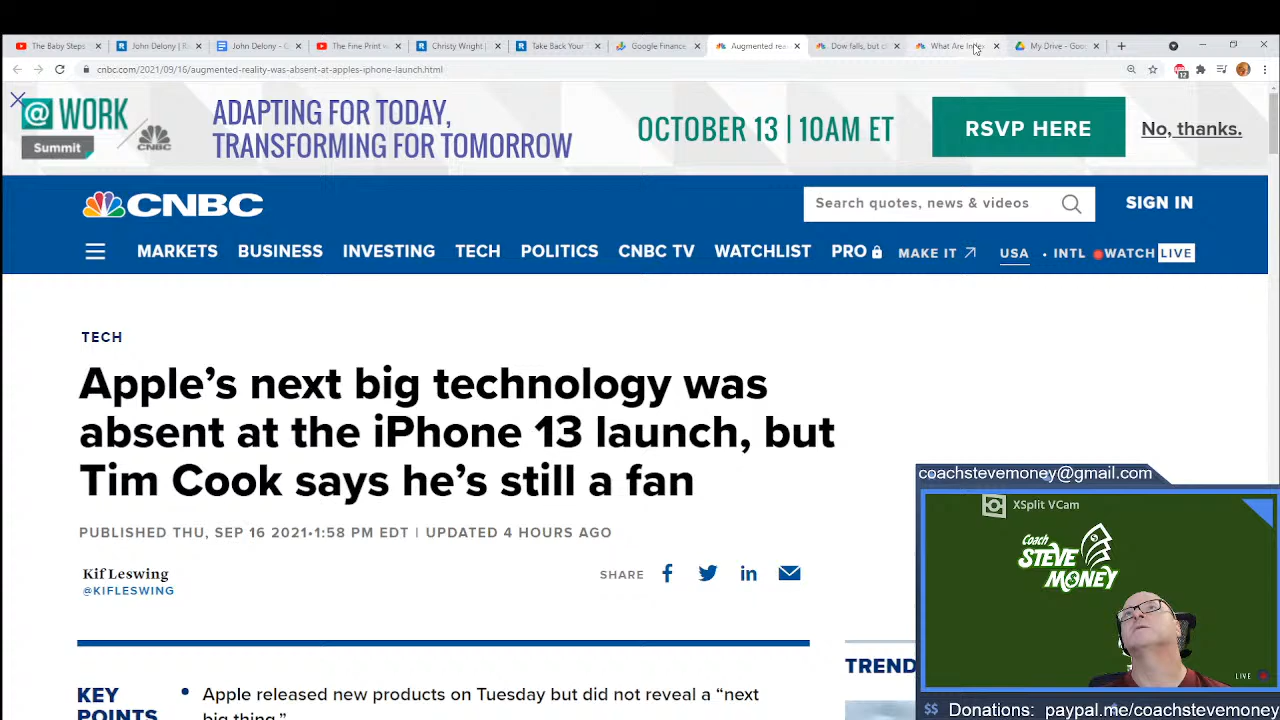 The Baby Steps
John Delony | R
John Delony - G
The Fine Print v
Christy Wright |
Take Back Your T
Google Finance
Augmented rea
Dow falls, but c
What Are Index
My Drive - Goo
cnbc.com/2021/09/16/augmented-reality-was-absent-at-apples-iphone-launch.html
12
@WORK
Summit
CNBC
ADAPTING FOR TODAY,
TRANSFORMING FOR TOMORROW
OCTOBER 13 | 10AM ET
RSVP HERE
No, thanks.
CNBC
Search quotes, news & videos
SIGN IN
MARKETS BUSINESS INVESTING TECH POLITICS CNBC TV WATCHLIST PRO MAKE IT USA • INTL WATCH LIVE
TECH
Apple's next big technology was
absent at the iPhone 13 launch, but
Tim Cook says he's still a fan
PUBLISHED THU, SEP 16 2021•1:58 PM EDT | UPDATED 4 HOURS AGO
Kif Leswing
@KIFLESWING
SHARE
KEY
POINTS
• Apple released new products on Tuesday but did not reveal a “next
big thing.”
TREND
coachstevemoney@gmail.com
XSplit VCam
Coach
STEVE
MONEY
LIVE
$$ Donations: paypal.me/coachstevemoney